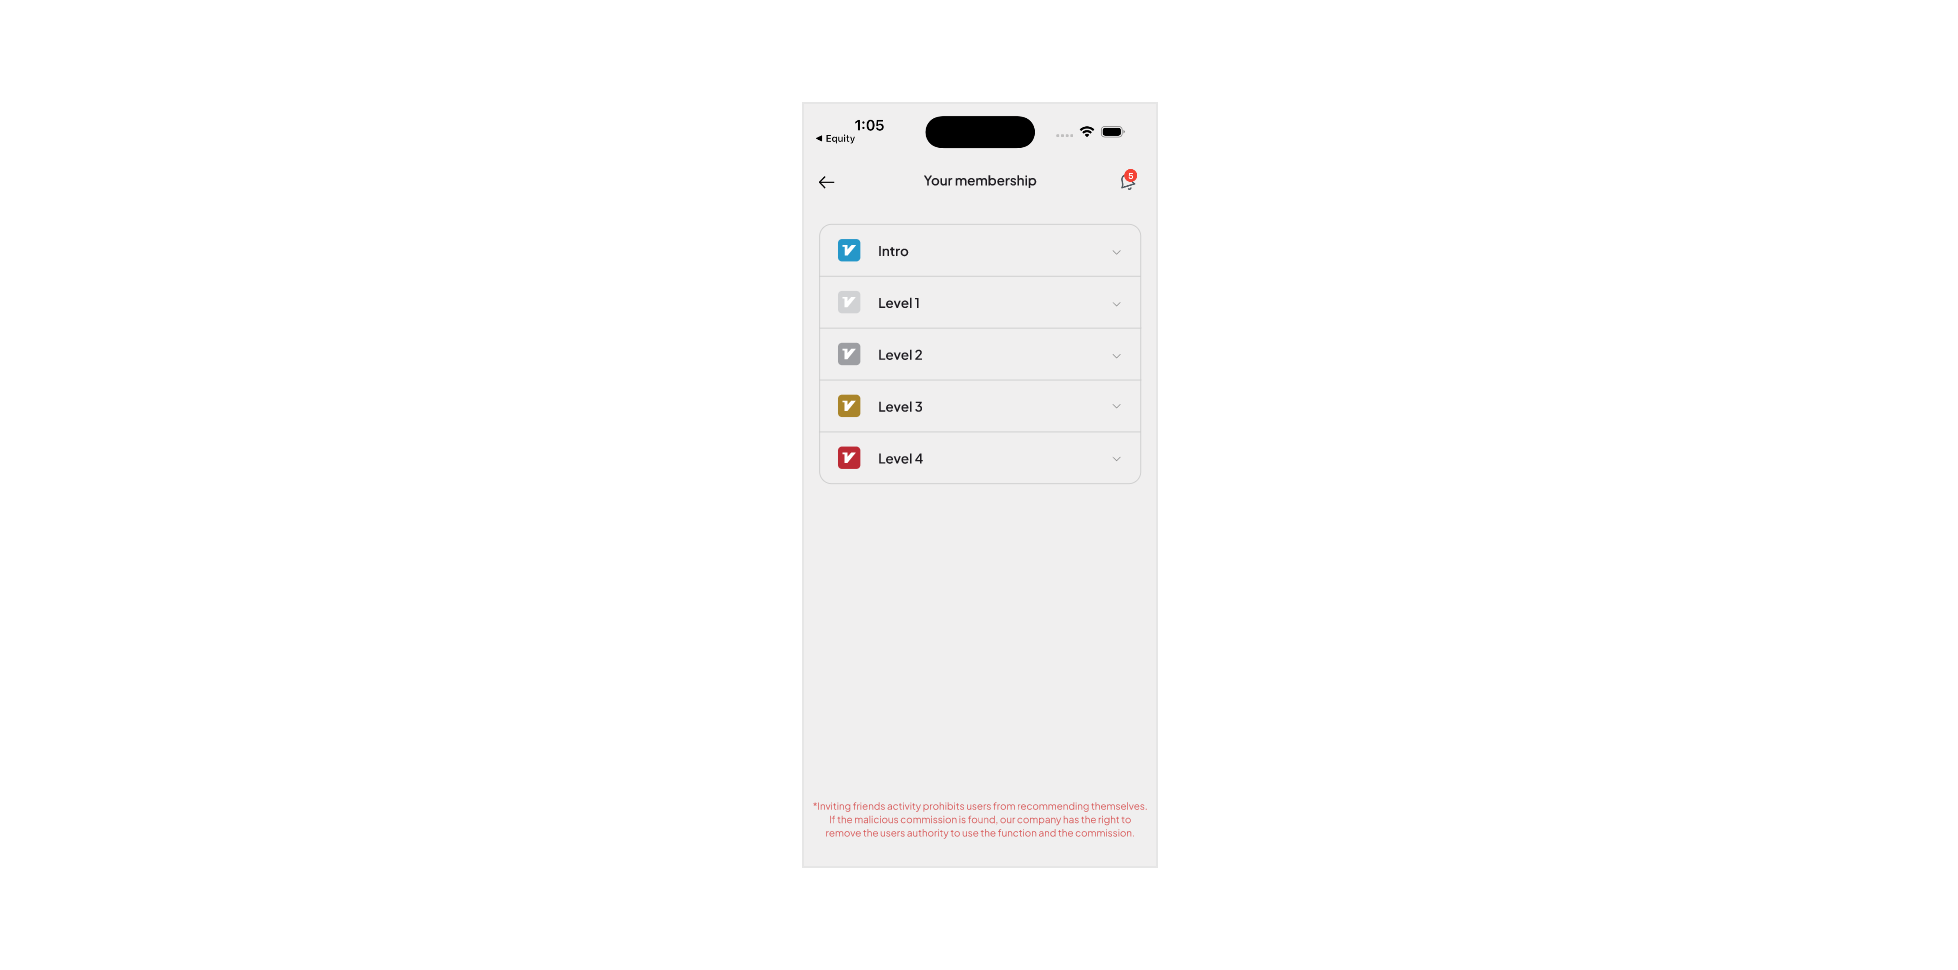 1:05
◀ Equity
Your membership
5
Intro
Level 1
Level 2
Level 3
Level 4
*Inviting friends activity prohibits users from recommending themselves.
If the malicious commission is found, our company has the right to
remove the users authority to use the function and the commission.